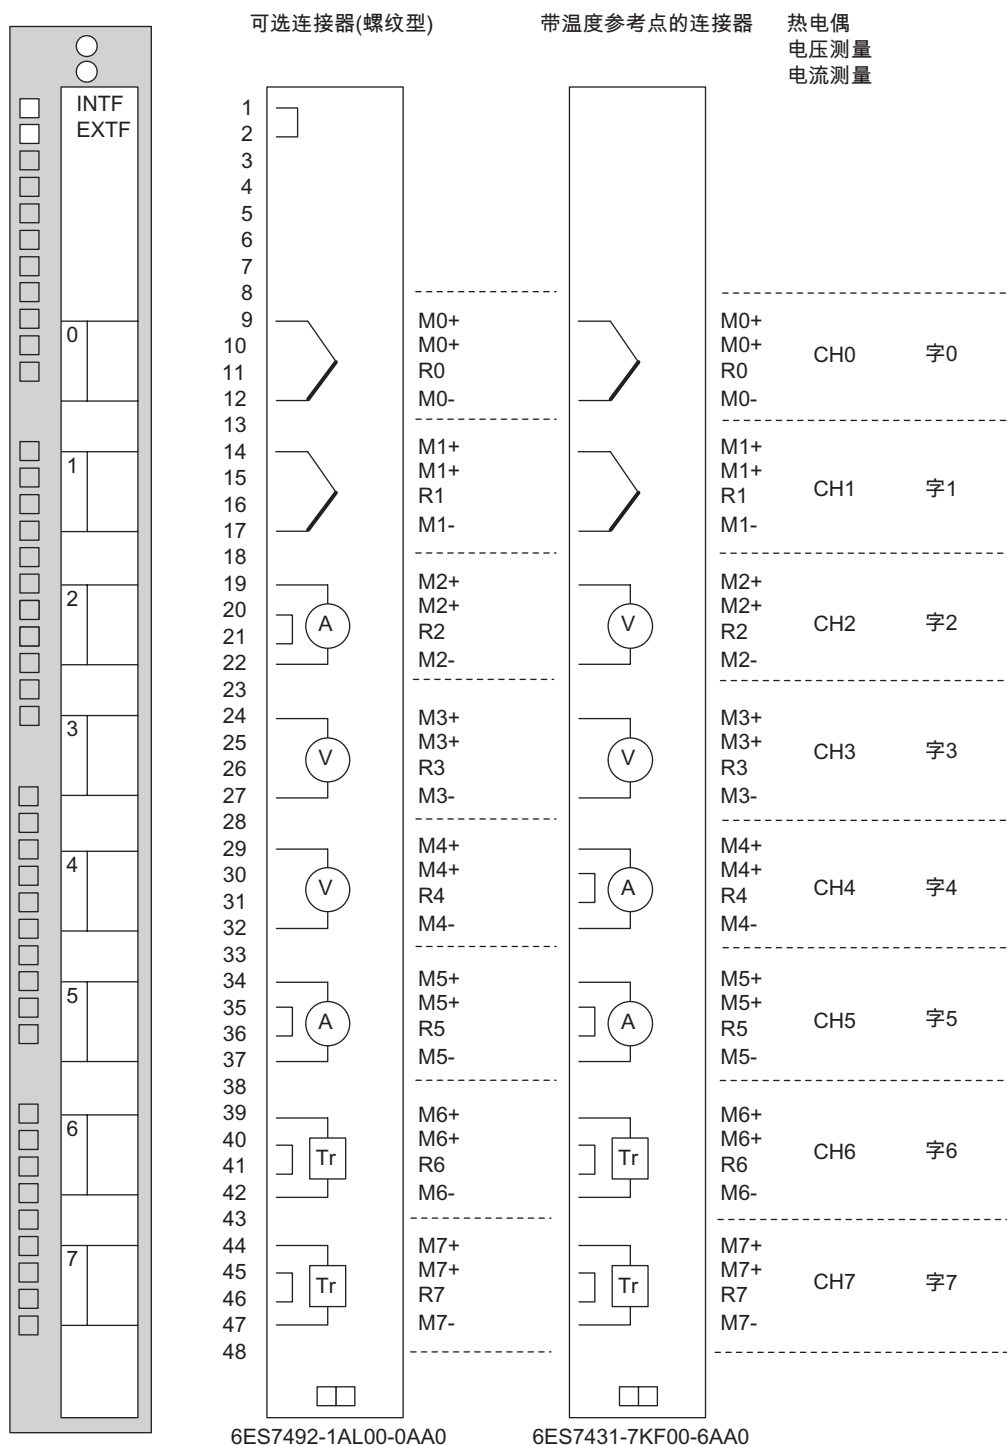 可选连接器(螺纹型) 带温度参考点的连接器 热电偶
电压测量
电流测量
INTF
EXTF
1
2
3
4
5
6
7
8
0 9 M0+ M0+
10 M0+ M0+ CH0 字0
11 R0 R0
12 M0- M0-
13
14 M1+ M1+
1 15 M1+ M1+ CH1 字1
16 R1 R1
17 M1- M1-
18
19 M2+ M2+
2 20 M2+ M2+
21 A R2 V R2 CH2 字2
22 M2- M2-
23
24 M3+ M3+
3 25 M3+ M3+
26 V R3 V R3 CH3 字3
27 M3- M3-
28
29 M4+ M4+
4 30 M4+ M4+
31 V R4 A R4 CH4 字4
32 M4- M4-
33
34 M5+ M5+
5 35 M5+ M5+
36 A R5 A R5 CH5 字5
37 M5- M5-
38
39 M6+ M6+
6 40 M6+ M6+
41 Tr R6 Tr R6 CH6 字6
42 M6- M6-
43
44 M7+ M7+
7 45 M7+ M7+
46 Tr R7 Tr R7 CH7 字7
47 M7- M7-
48
6ES7492-1AL00-0AA0 6ES7431-7KF00-6AA0